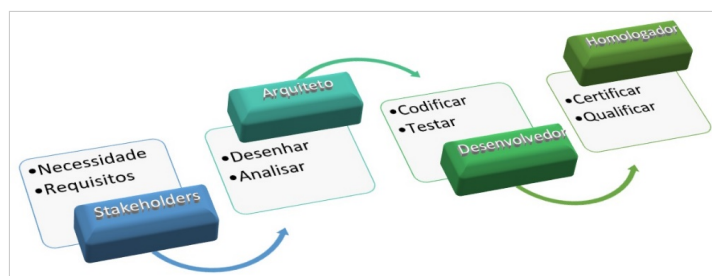 •Necessidade
•Requisitos
Stakeholders
Arquiteto
•Desenhar
•Analisar
•Codificar
•Testar
Desenvolvedor
Homologador
•Certificar
•Qualificar